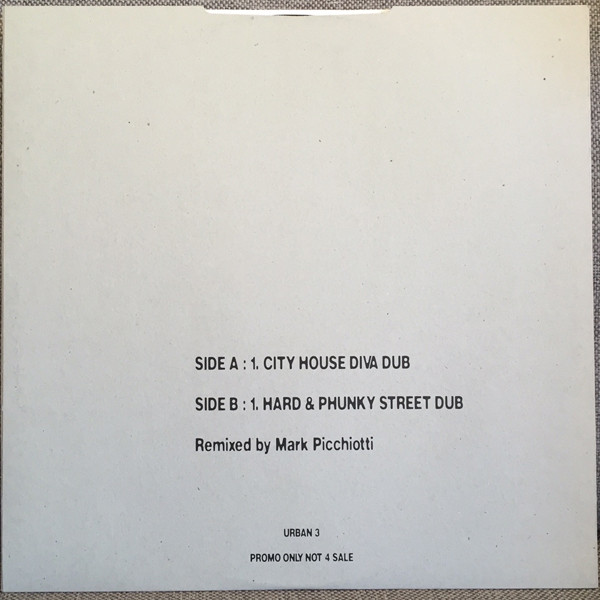 SIDE A : 1. CITY HOUSE DIVA DUB
SIDE B : 1. HARD & PHUNKY STREET DUB
Remixed by Mark Picchiotti
URBAN 3
PROMO ONLY NOT 4 SALE